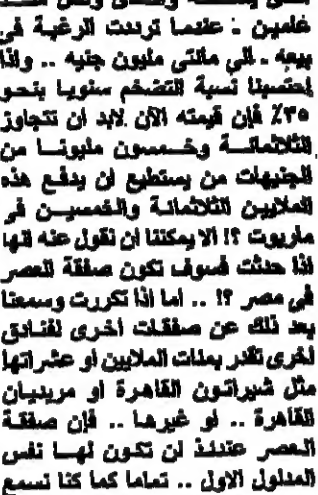 عامين - عندما ترددت الرغبة في
بيعه - الى مائتي مليون جنيه .. واذا
احتسبنا نسبة التضخم سنويا بنحو
٣٥٪ فإن قيمته الآن لابد ان تتجاوز
الثلاثمائة وخمسون مليونا من
الجنيهات من يستطيع ان يدفع هذه
الملايين الثلاثمائة والخمسين في
ماريوت ؟! الا يمكننا ان نقول عنه انها
اذا حدثت فسوف تكون صفقة العصر
في مصر ؟! .. اما اذا تكررت وسمعنا
بعد ذلك عن صفقات أخرى لفنادق
اخرى تقدر بمئات الملايين او عشراتها
مثل شيراتون القاهرة او مريديان
القاهرة .. او غيرها .. فإن صفقة
العصر عندئذ لن تكون لها نفس
المدلول الاول .. تماما كما كنا نسمع